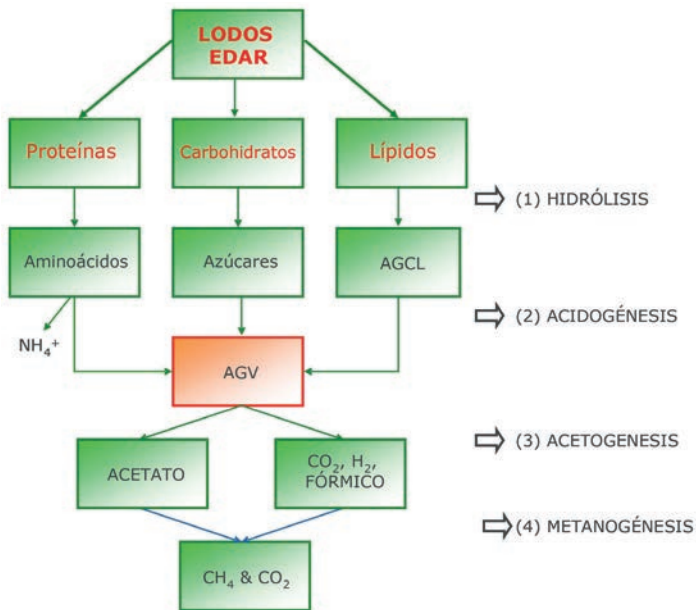 LODOS
EDAR
Proteínas
Carbohidratos
Lípidos
(1) HIDRÓLISIS
Aminoácidos
Azúcares
AGCL
(2) ACIDOGÉNESIS
NH₄⁺
AGV
(3) ACETOGENESIS
ACETATO
CO₂, H₂,
FÓRMICO
(4) METANOGÉNESIS
CH₄ & CO₂